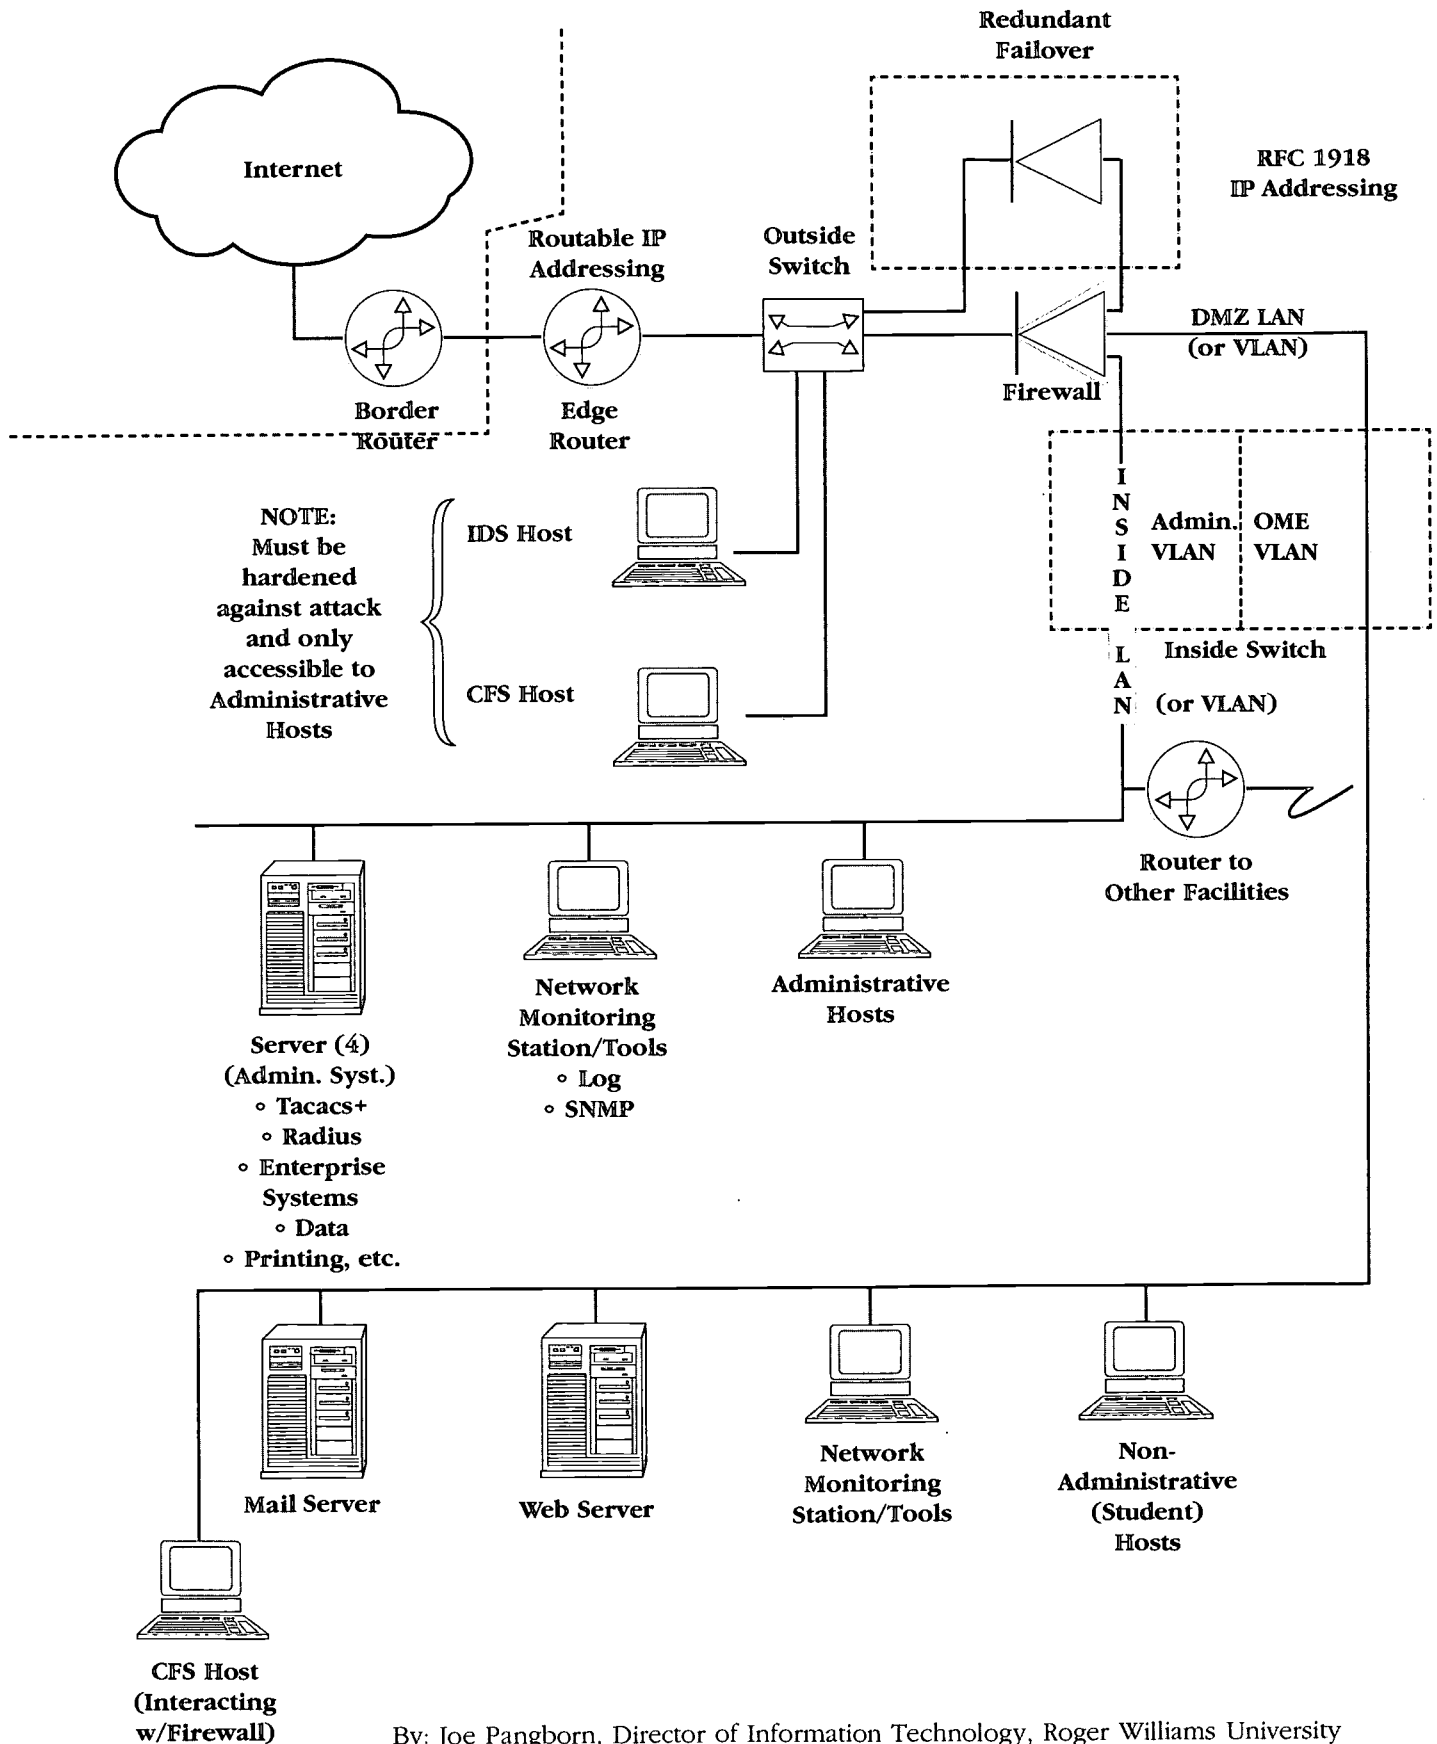 Redundant
Failover
Internet
RFC 1918
IP Addressing
Routable IP
Addressing
Outside
Switch
DMZ LAN
(or VLAN)
Firewall
Border
Router
Edge
Router
NOTE:
Must be
hardened
against attack
and only
accessible to
Administrative
Hosts
IDS Host
CFS Host
INSIDE
LAN
Admin.
VLAN
OME
VLAN
Inside Switch
(or VLAN)
Router to
Other Facilities
Server (4)
(Admin. Syst.)
∘ Tacacs+
∘ Radius
∘ Enterprise
Systems
∘ Data
∘ Printing, etc.
Network
Monitoring
Station/Tools
∘ Log
∘ SNMP
Administrative
Hosts
Mail Server
Web Server
Network
Monitoring
Station/Tools
Non-
Administrative
(Student)
Hosts
CFS Host
(Interacting
w/Firewall)
By: Joe Pangborn, Director of Information Technology, Roger Williams University